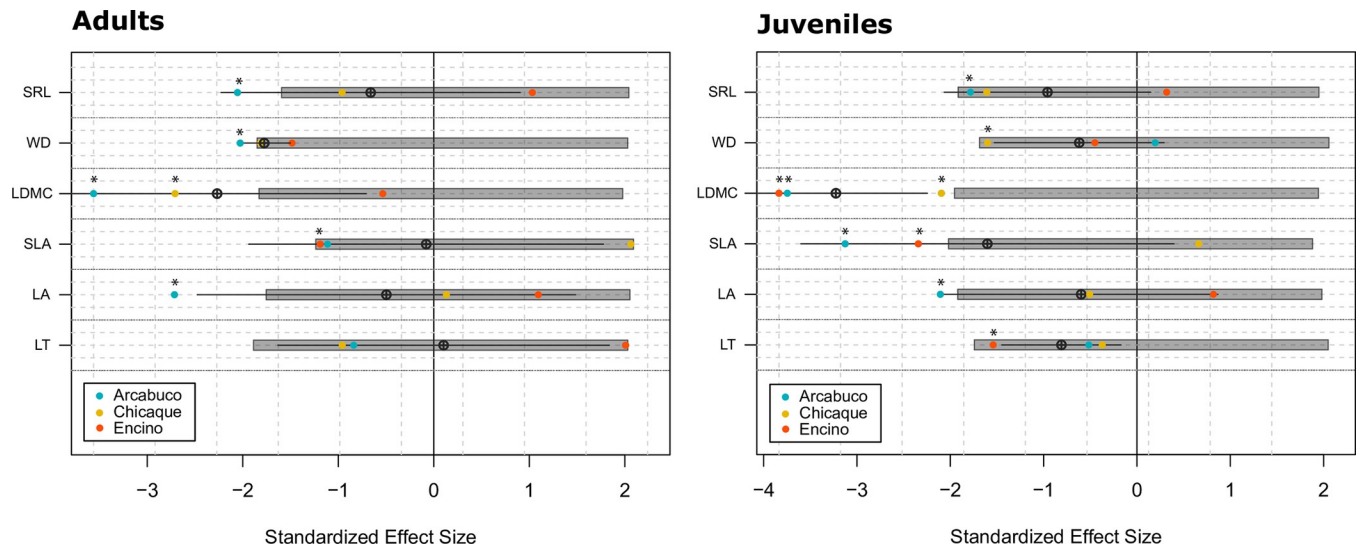 Adults
SRL
*
WD
*
LDMC
* *
SLA
*
LA
*
LT
Arcabuco
Chicaque
Encino
−3 −2 −1 0 1 2
Standardized Effect Size
Juveniles
SRL
*
WD
*
LDMC
** *
SLA
* *
LA
*
LT
*
Arcabuco
Chicaque
Encino
−4 −3 −2 −1 0 1 2
Standardized Effect Size